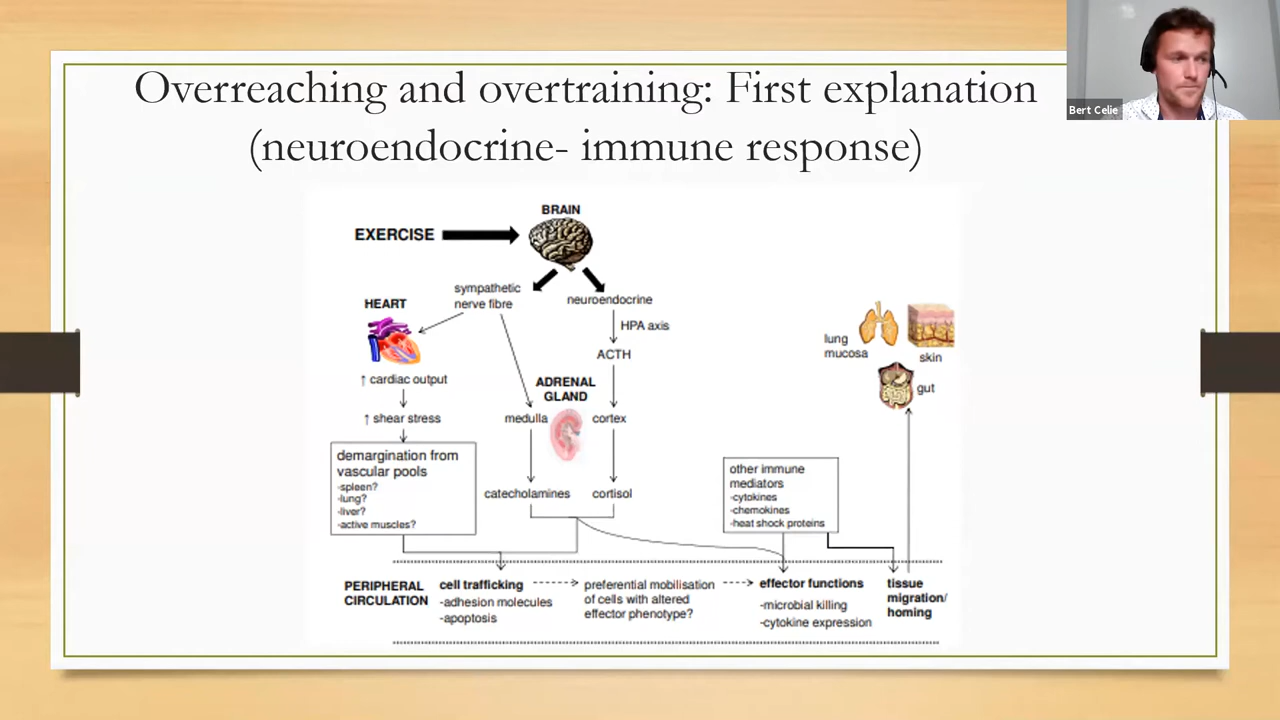 Overreaching and overtraining: First explanation
(neuroendocrine- immune response)
Bert Celie
BRAIN
EXERCISE
sympathetic
nerve fibre
neuroendocrine
HEART
HPA axis
ACTH
lung
mucosa
skin
gut
↑ cardiac output
ADRENAL
GLAND
↑ shear stress
medulla
cortex
demargination from
vascular pools
-spleen?
-lung?
-liver?
-active muscles?
catecholamines
cortisol
other immune
mediators
-cytokines
-chemokines
-heat shock proteins
PERIPHERAL
CIRCULATION
cell trafficking
-adhesion molecules
-apoptosis
preferential mobilisation
of cells with altered
effector phenotype?
effector functions
-microbial killing
-cytokine expression
tissue
migration/
homing